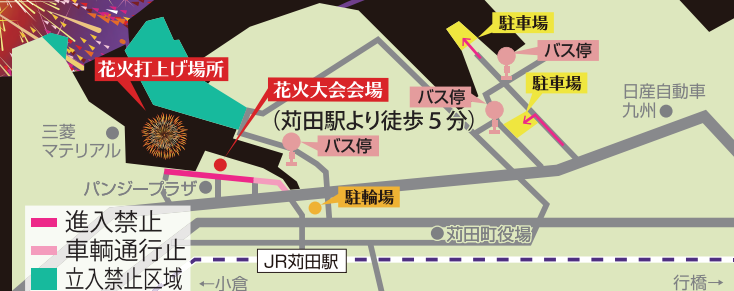 駐車場
バス停
花火打上げ場所
花火大会会場
駐車場
バス停
日産自動車
九州
(苅田駅より徒歩5分)
三菱
マテリアル
バス停
パンジープラザ
駐輪場
進入禁止
車輌通行止
立入禁止区域
苅田町役場
JR苅田駅
←小倉
行橋→